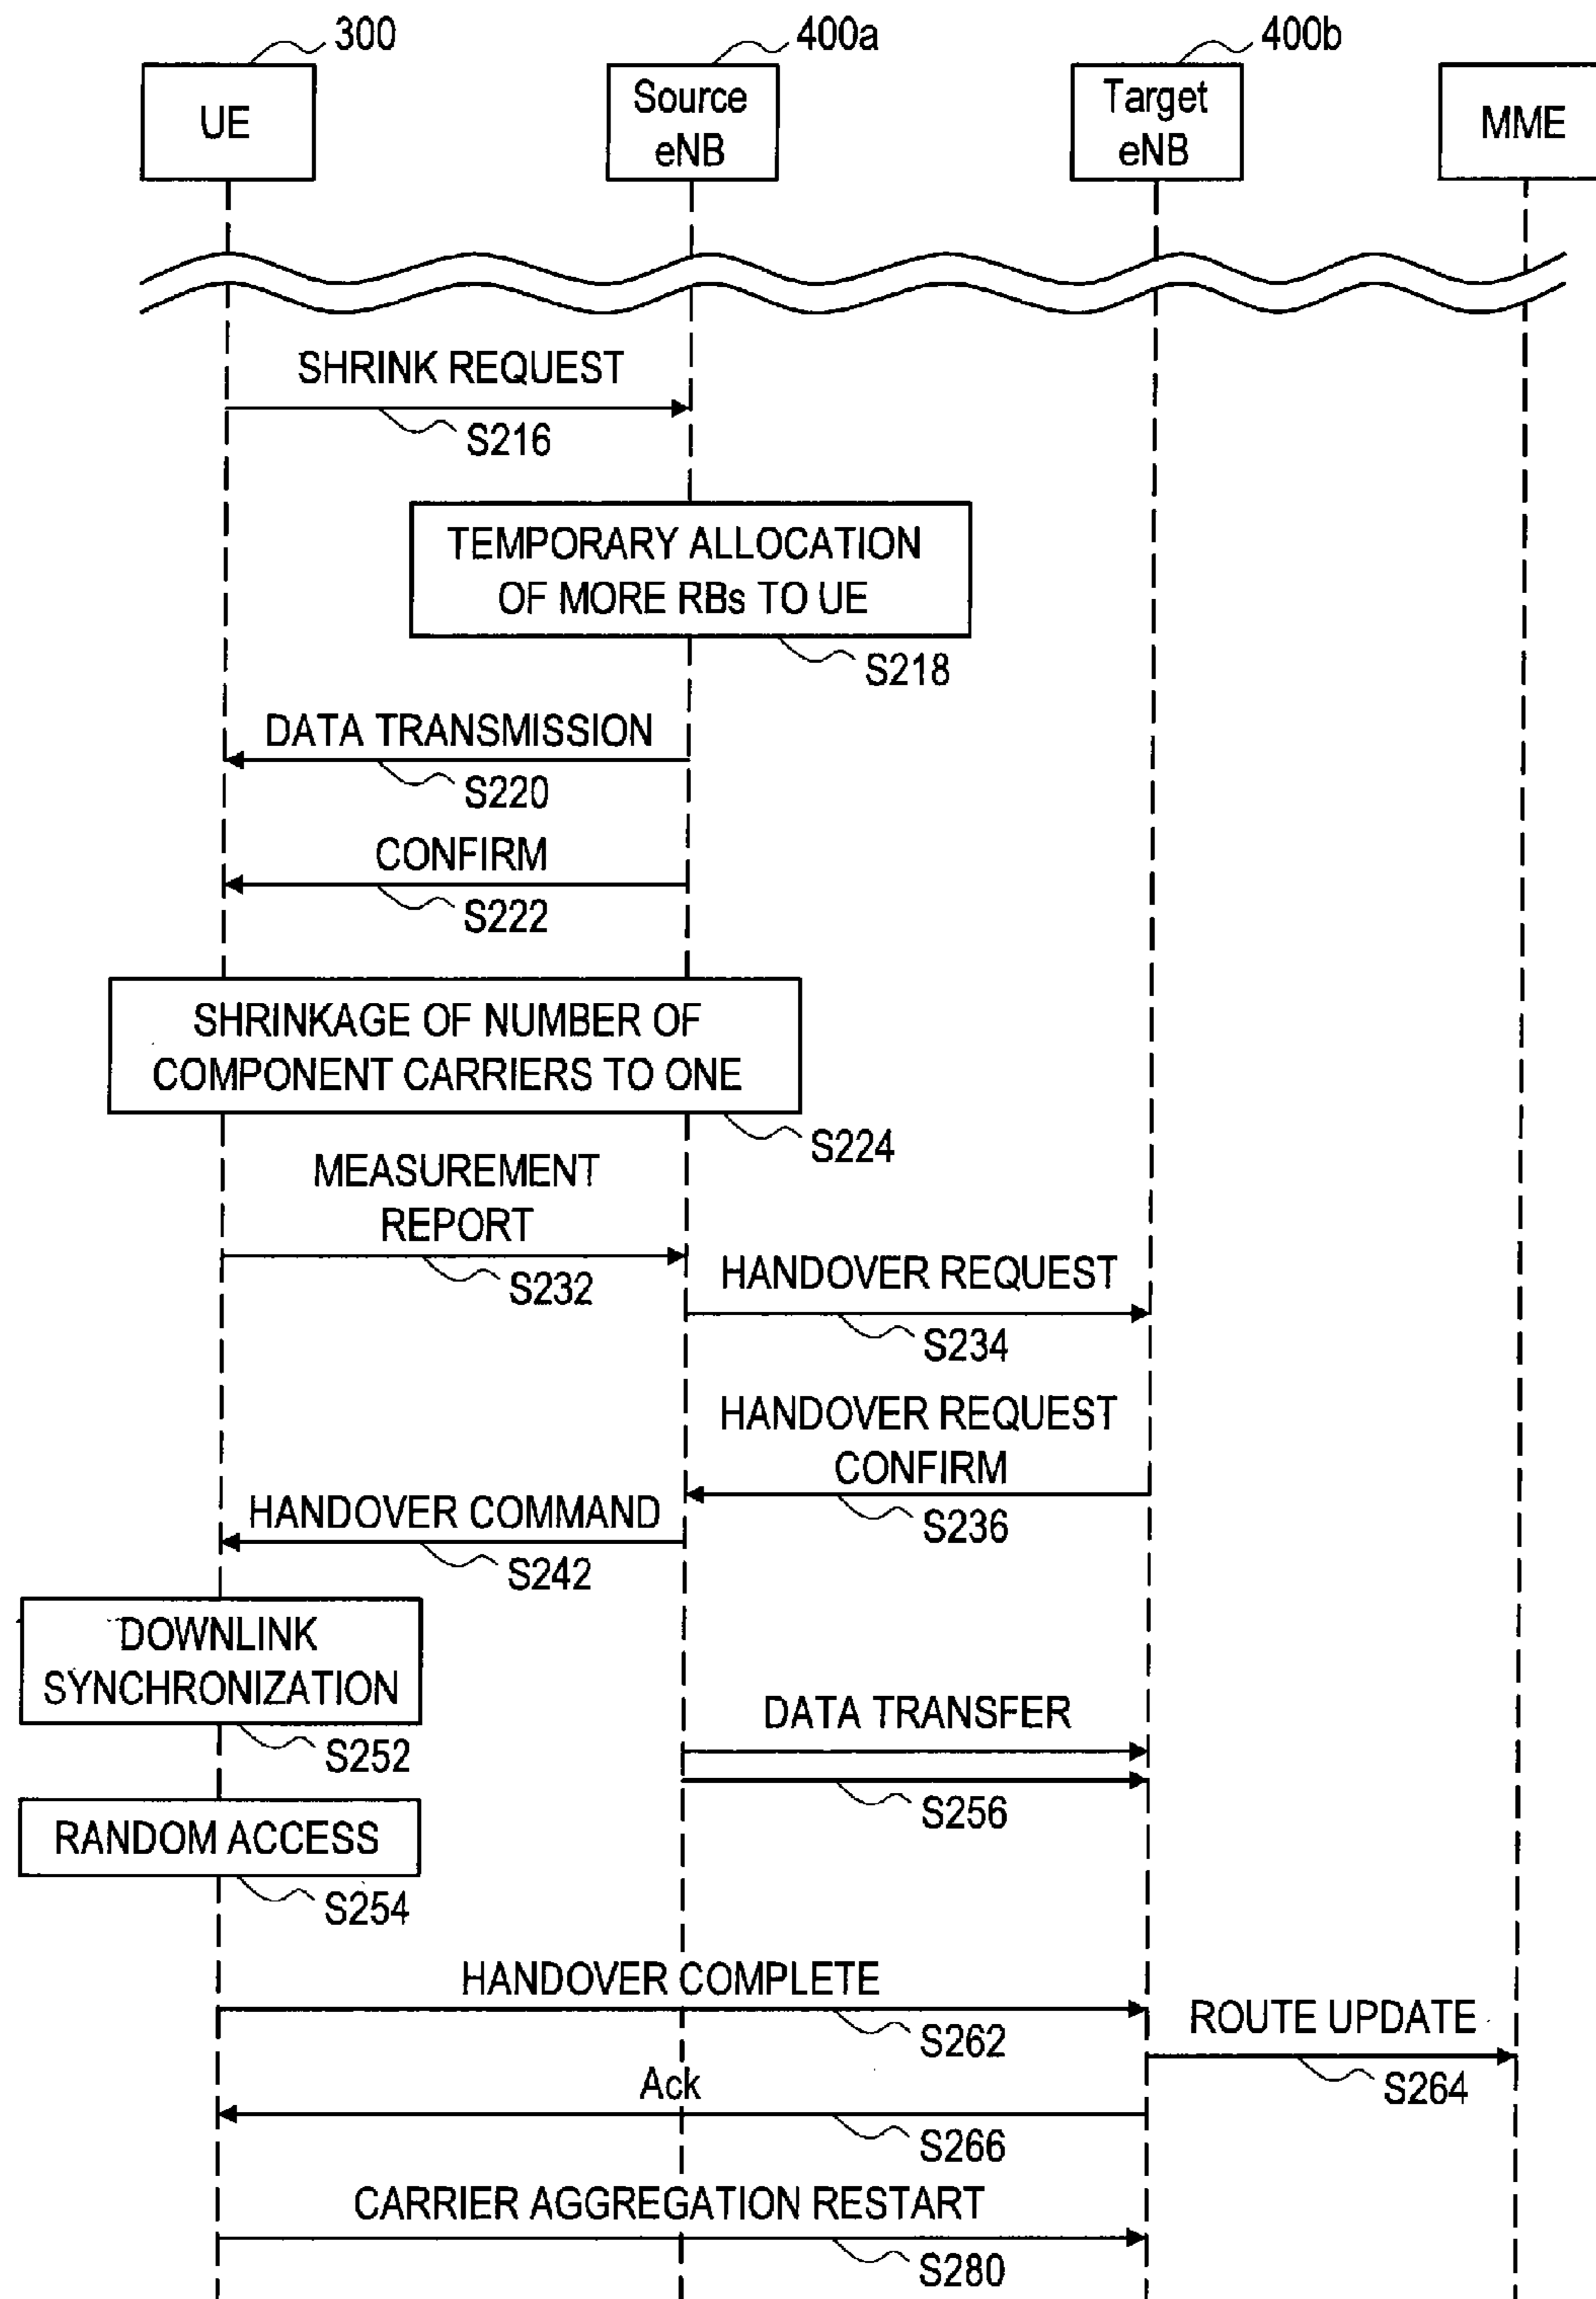 300
400a
400b
UE
Source
eNB
Target
eNB
MME
SHRINK REQUEST
S216
TEMPORARY ALLOCATION
OF MORE RBs TO UE
S218
DATA TRANSMISSION
S220
CONFIRM
S222
SHRINKAGE OF NUMBER OF
COMPONENT CARRIERS TO ONE
S224
MEASUREMENT
REPORT
S232
HANDOVER REQUEST
S234
HANDOVER REQUEST
CONFIRM
S236
HANDOVER COMMAND
S242
DOWNLINK
SYNCHRONIZATION
S252
DATA TRANSFER
S256
RANDOM ACCESS
S254
HANDOVER COMPLETE
S262
ROUTE UPDATE
S264
Ack
S266
CARRIER AGGREGATION RESTART
S280